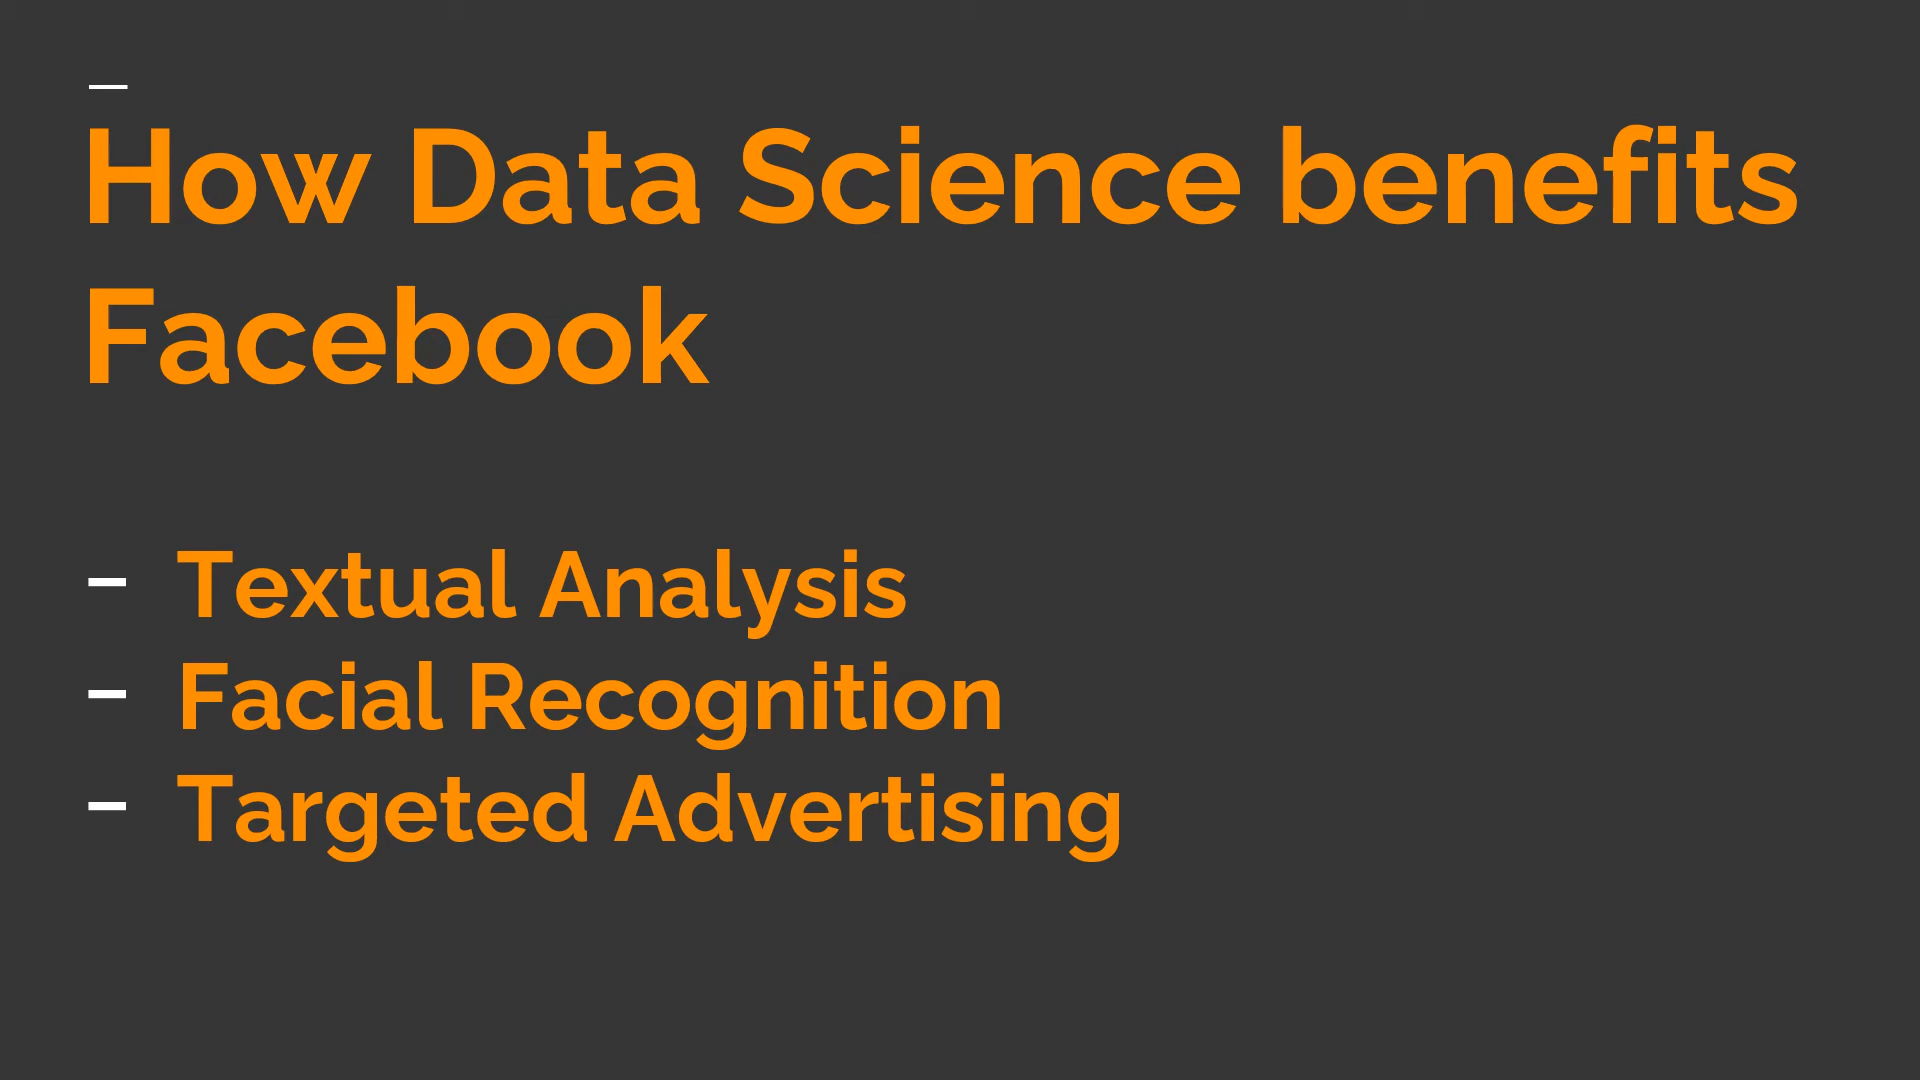 How Data Science benefits
Facebook
- Textual Analysis
- Facial Recognition
- Targeted Advertising